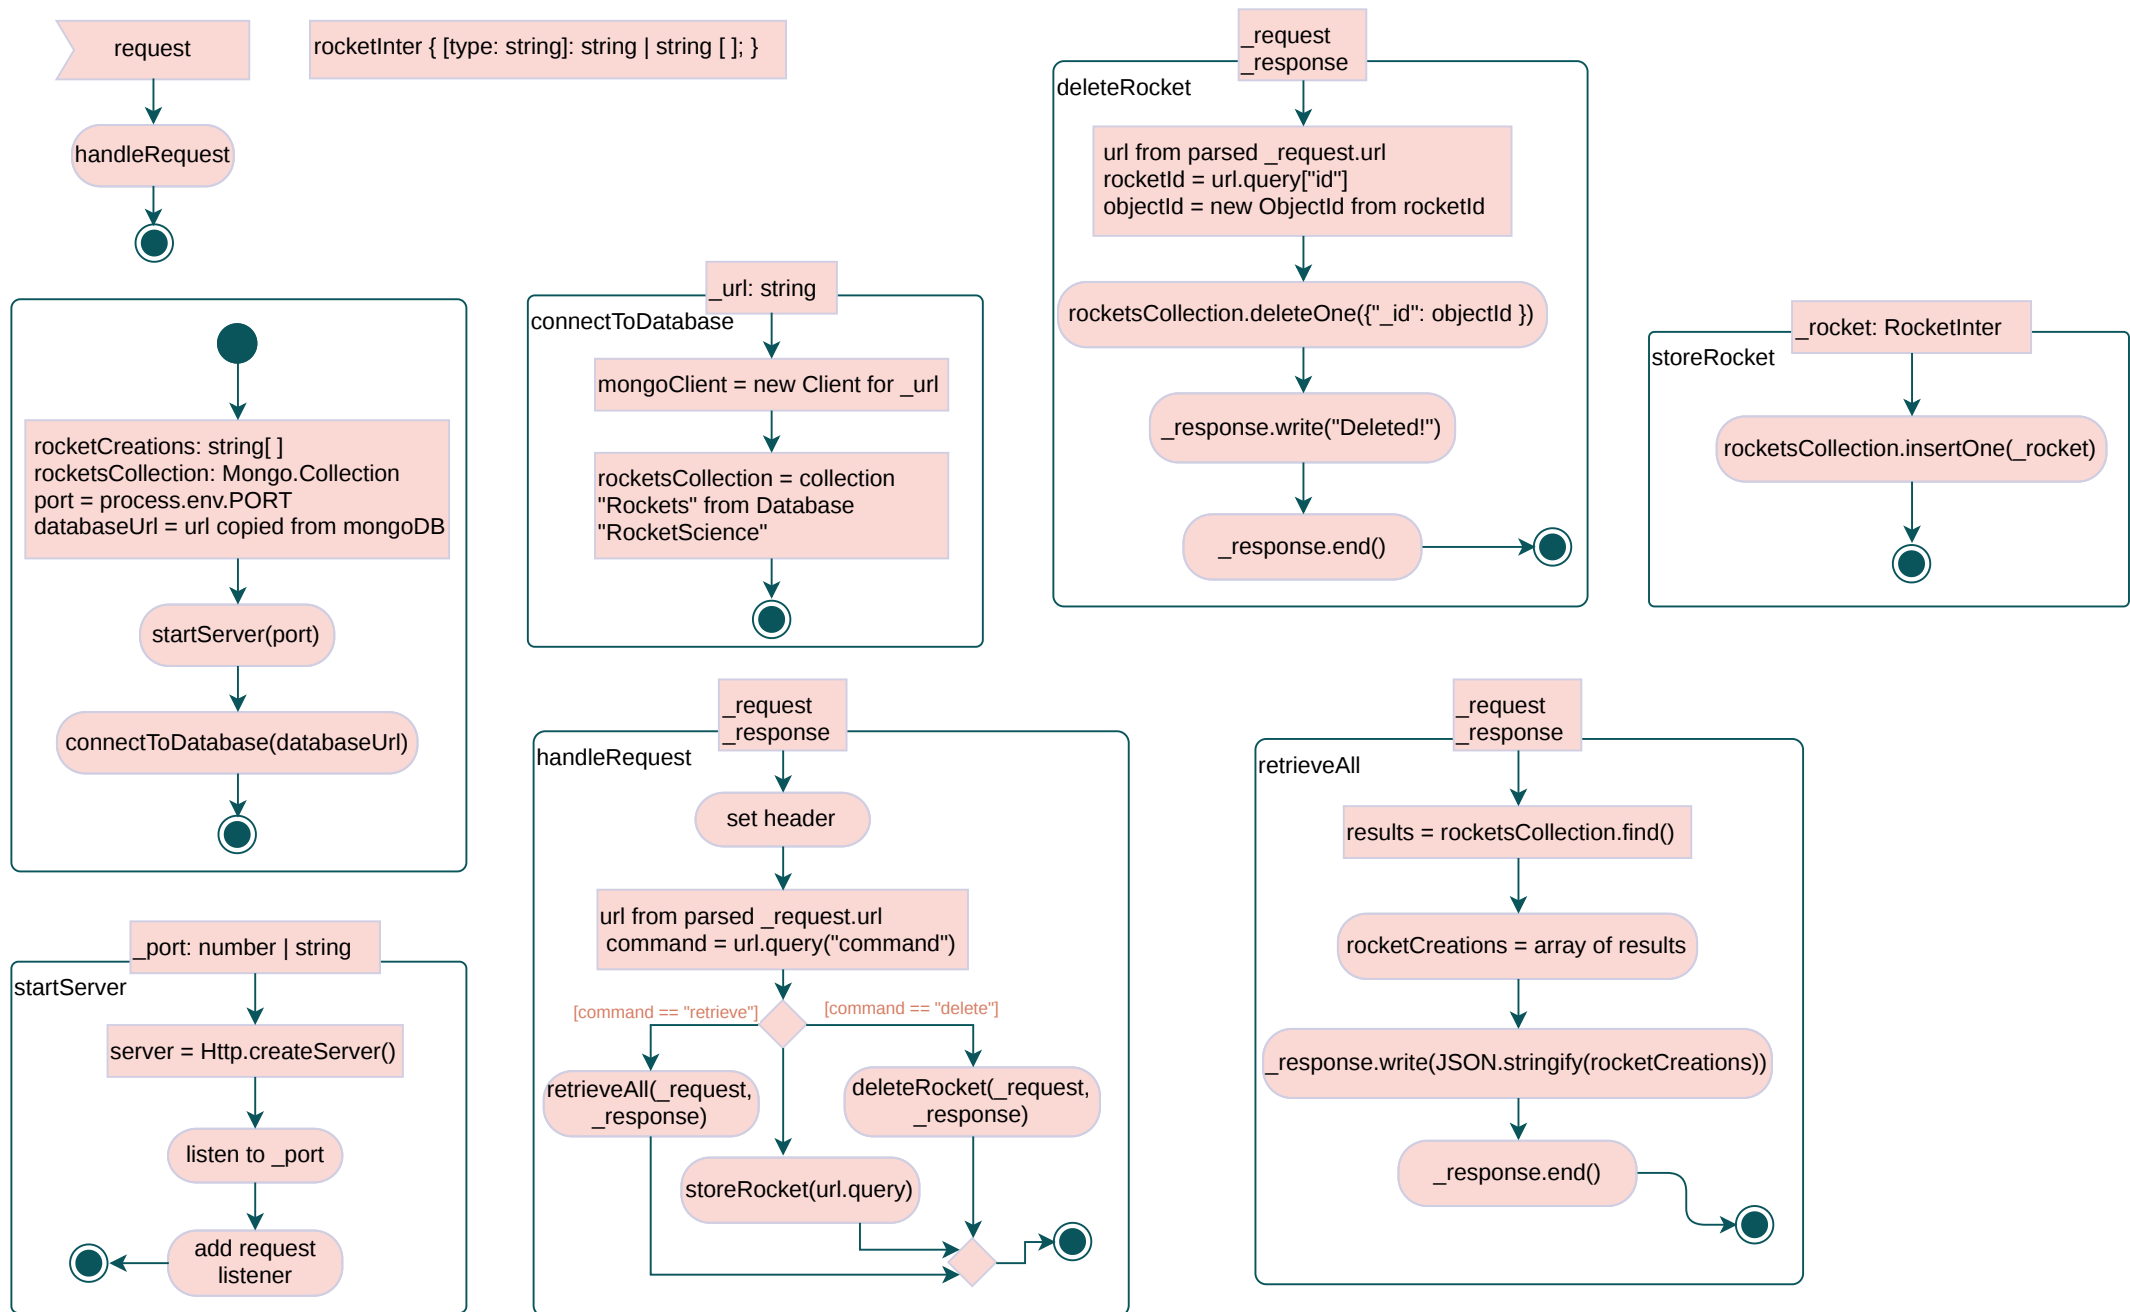 request
handleRequest
rocketInter { [type: string]: string | string [ ]; }
rocketCreations: string[ ]
rocketsCollection: Mongo.Collection
port = process.env.PORT
databaseUrl = url copied from mongoDB
startServer(port)
connectToDatabase(databaseUrl)
_port: number | string
startServer
server = Http.createServer()
listen to _port
add request
listener
_url: string
connectToDatabase
mongoClient = new Client for _url
rocketsCollection = collection
"Rockets" from Database
"RocketScience"
_request
_response
handleRequest
set header
url from parsed _request.url
command = url.query("command")
[command == "retrieve"]
[command == "delete"]
retrieveAll(_request,
_response)
deleteRocket(_request,
_response)
storeRocket(url.query)
_request
_response
deleteRocket
url from parsed _request.url
rocketId = url.query["id"]
objectId = new ObjectId from rocketId
rocketsCollection.deleteOne({"_id": objectId })
_response.write("Deleted!")
_response.end()
_rocket: RocketInter
storeRocket
rocketsCollection.insertOne(_rocket)
_request
_response
retrieveAll
results = rocketsCollection.find()
rocketCreations = array of results
_response.write(JSON.stringify(rocketCreations))
_response.end()